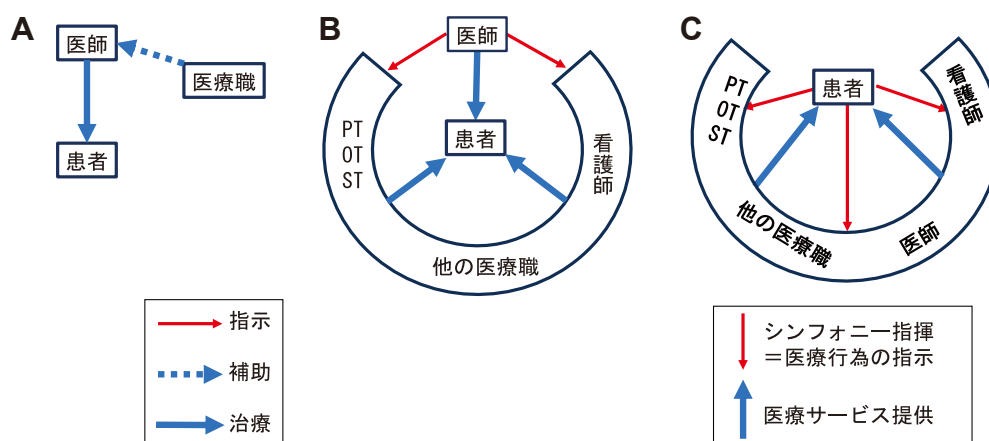 A
医師
医療職
患者
B
医師
患者
PT
OT
ST
看護師
他の医療職
C
患者
PT
OT
ST
看護師
他の医療職
医師
指示
補助
治療
シンフォニー指揮
＝医療行為の指示
医療サービス提供